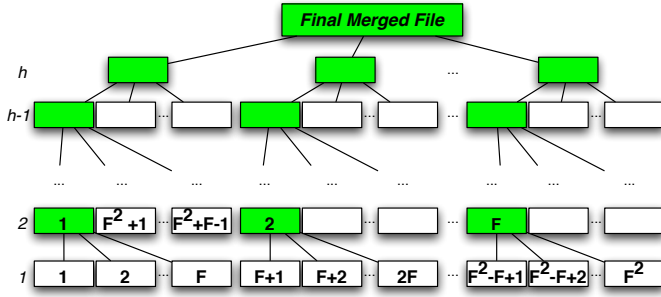 Final Merged File
h ...
h-1 ... ... ...
... ... ... ... ... ... ... ... ...
2 1 F² +1 ... F²+F-1 2 ... F ...
1 1 2 ... F F+1 F+2 ... 2F F²-F+1 F²-F+2 ... F²